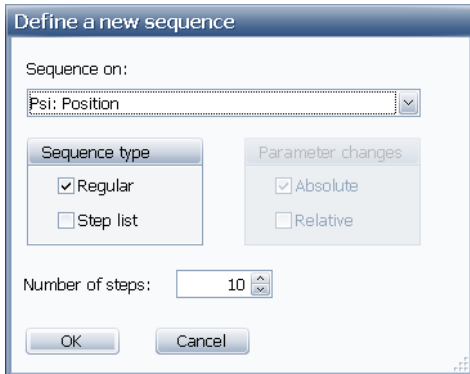 Define a new sequence
Sequence on:
Psi: Position
Sequence type
Parameter changes
Regular
Absolute
Step list
Relative
Number of steps: 10
OK Cancel